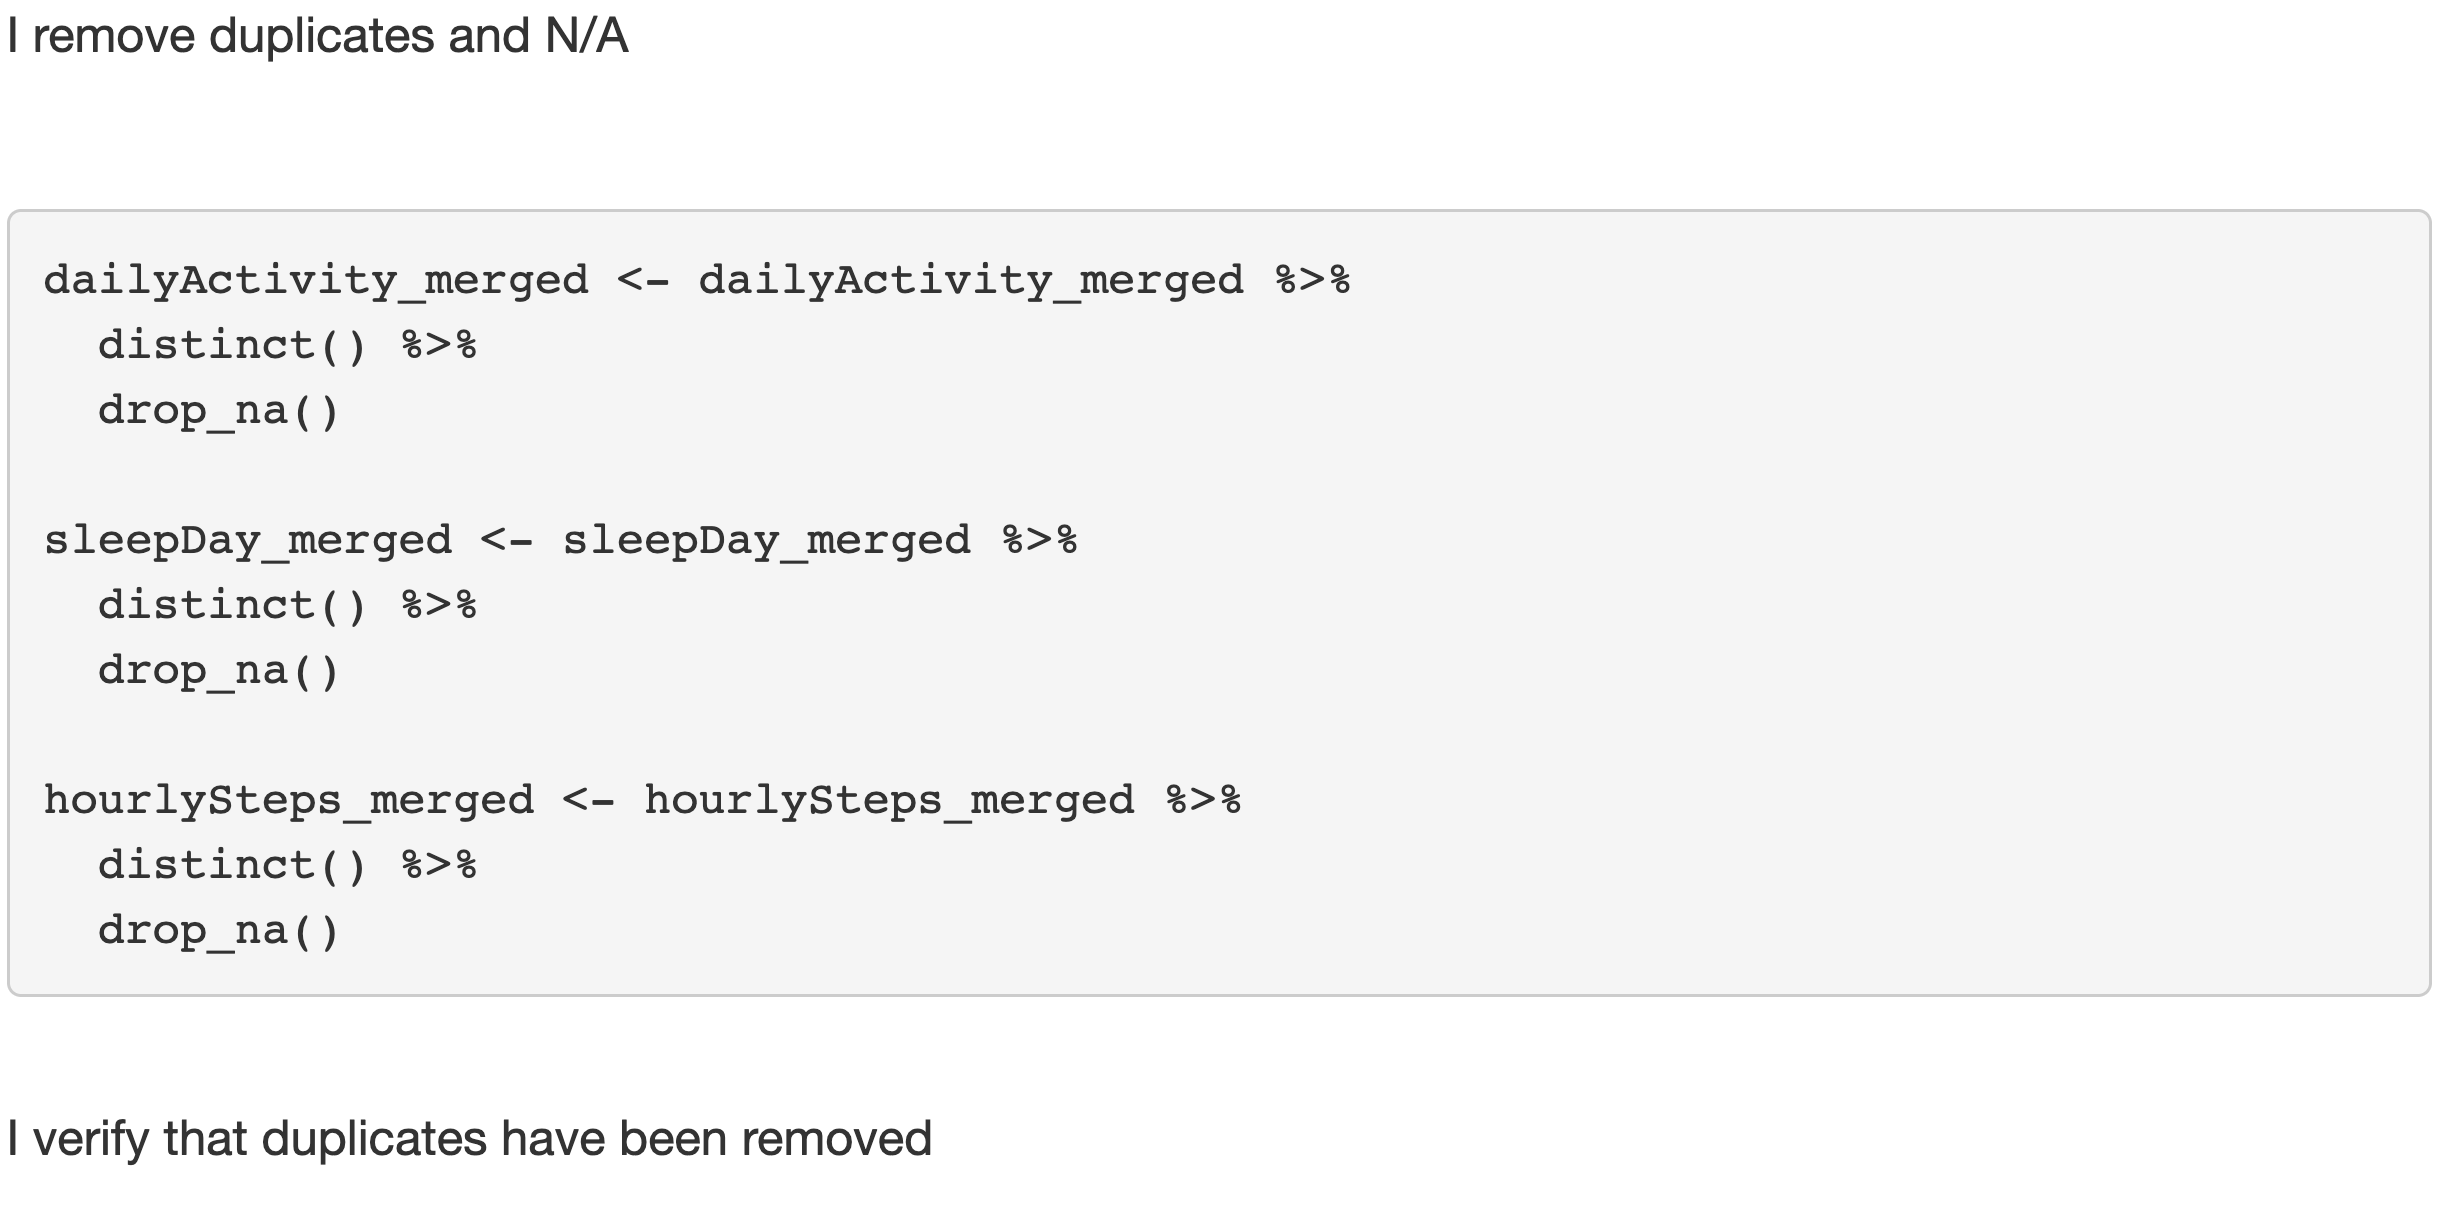 I remove duplicates and N/A
dailyActivity_merged <- dailyActivity_merged %>%
  distinct() %>%
  drop_na()
sleepDay_merged <- sleepDay_merged %>%
  distinct() %>%
  drop_na()
hourlySteps_merged <- hourlySteps_merged %>%
  distinct() %>%
  drop_na()
I verify that duplicates have been removed